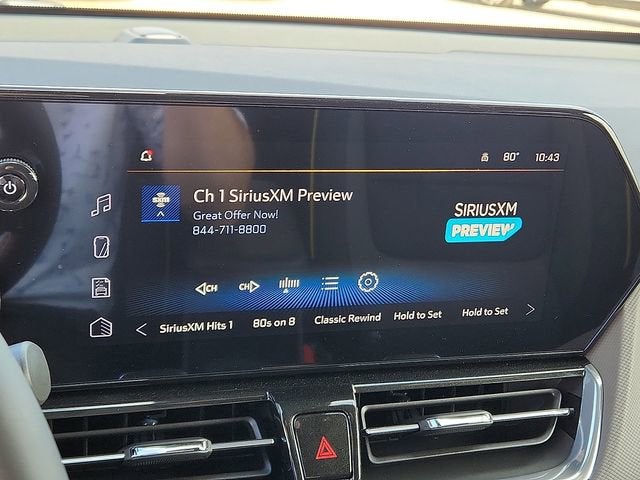 80° 10:43
SXM
Ch 1 SiriusXM Preview
Great Offer Now!
844-711-8800
SIRIUSXM
PREVIEW
CH CH
SiriusXM Hits 1 80s on 8 Classic Rewind Hold to Set Hold to Set